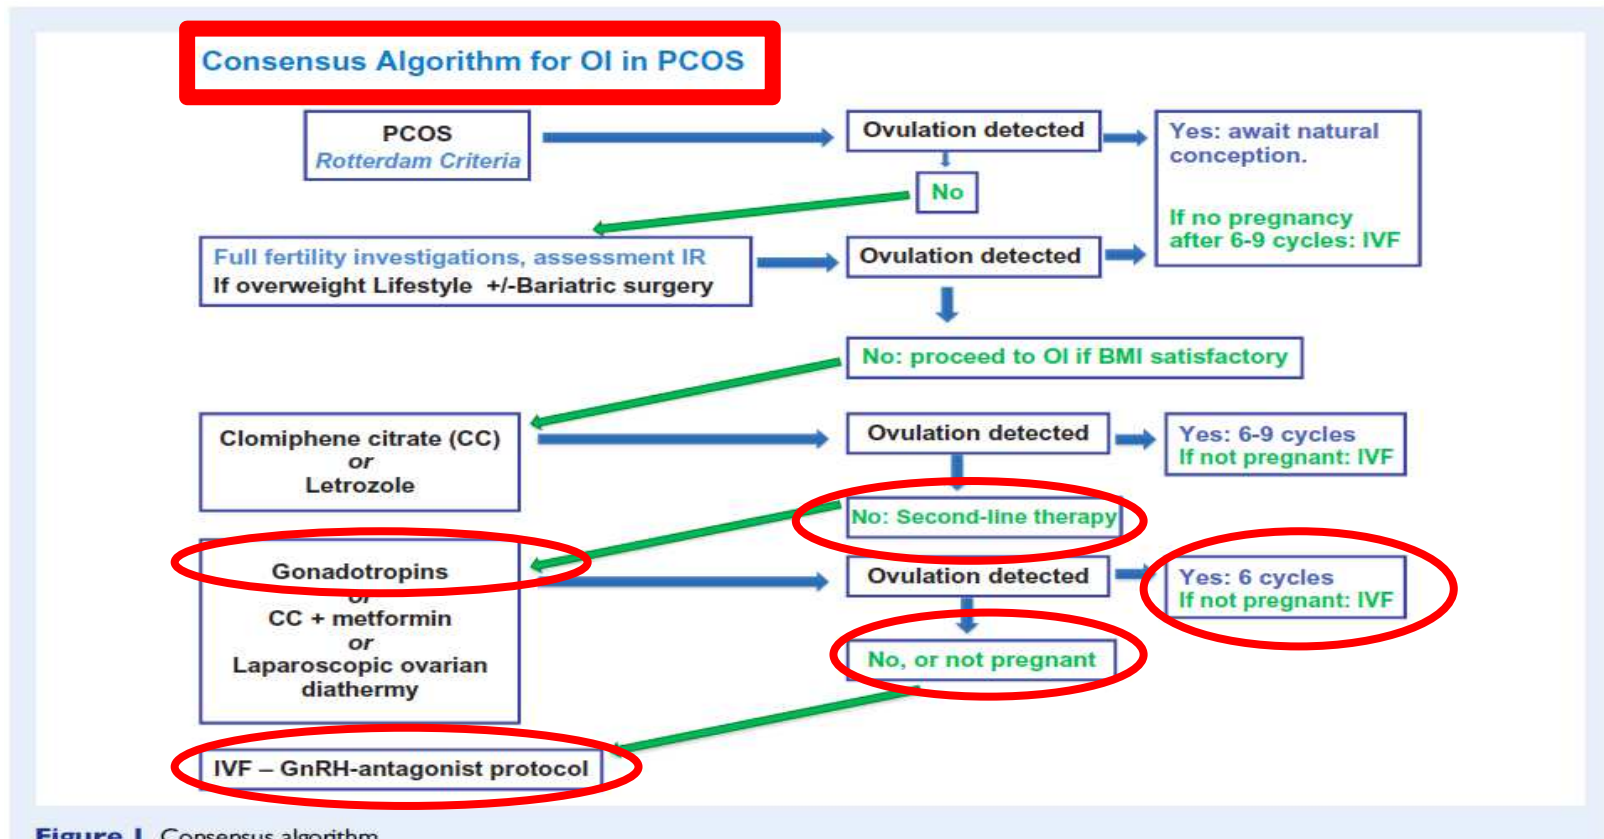 Consensus Algorithm for OI in PCOS
PCOS
Rotterdam Criteria
Ovulation detected
Yes: await natural
conception.
If no pregnancy
after 6-9 cycles: IVF
No
Full fertility investigations, assessment IR
If overweight Lifestyle +/-Bariatric surgery
Ovulation detected
No: proceed to OI if BMI satisfactory
Clomiphene citrate (CC)
or
Letrozole
Ovulation detected
Yes: 6-9 cycles
If not pregnant: IVF
No: Second-line therapy
Gonadotropins
or
CC + metformin
or
Laparoscopic ovarian
diathermy
Ovulation detected
Yes: 6 cycles
If not pregnant: IVF
No, or not pregnant
IVF – GnRH-antagonist protocol
Figure 1 Consensus algorithm